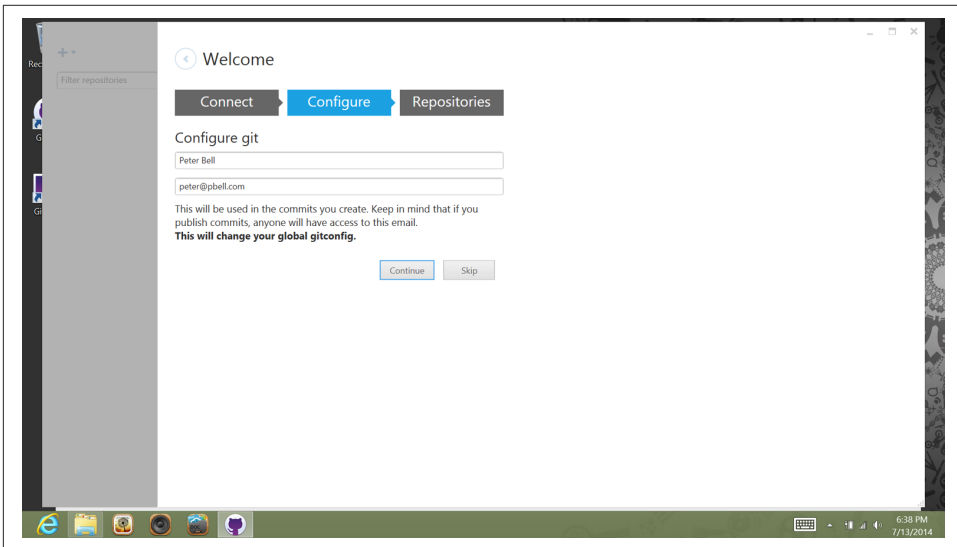 Rec
Filter repositories
G
Gi
Welcome
Connect
Configure
Repositories
Configure git
Peter Bell
peter@pbell.com
This will be used in the commits you create. Keep in mind that if you
publish commits, anyone will have access to this email.
This will change your global gitconfig.
Continue
Skip
6:38 PM
7/13/2014